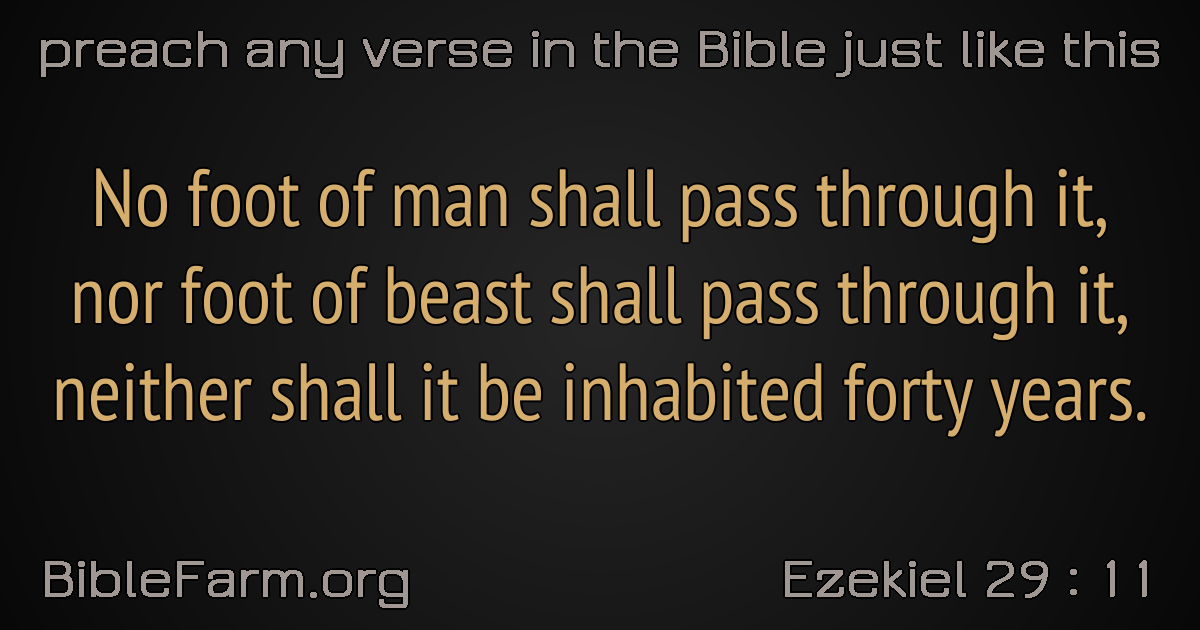 preach any verse in the Bible just like this
No foot of man shall pass through it,
nor foot of beast shall pass through it,
neither shall it be inhabited forty years.
BibleFarm.org
Ezekiel 29 : 11